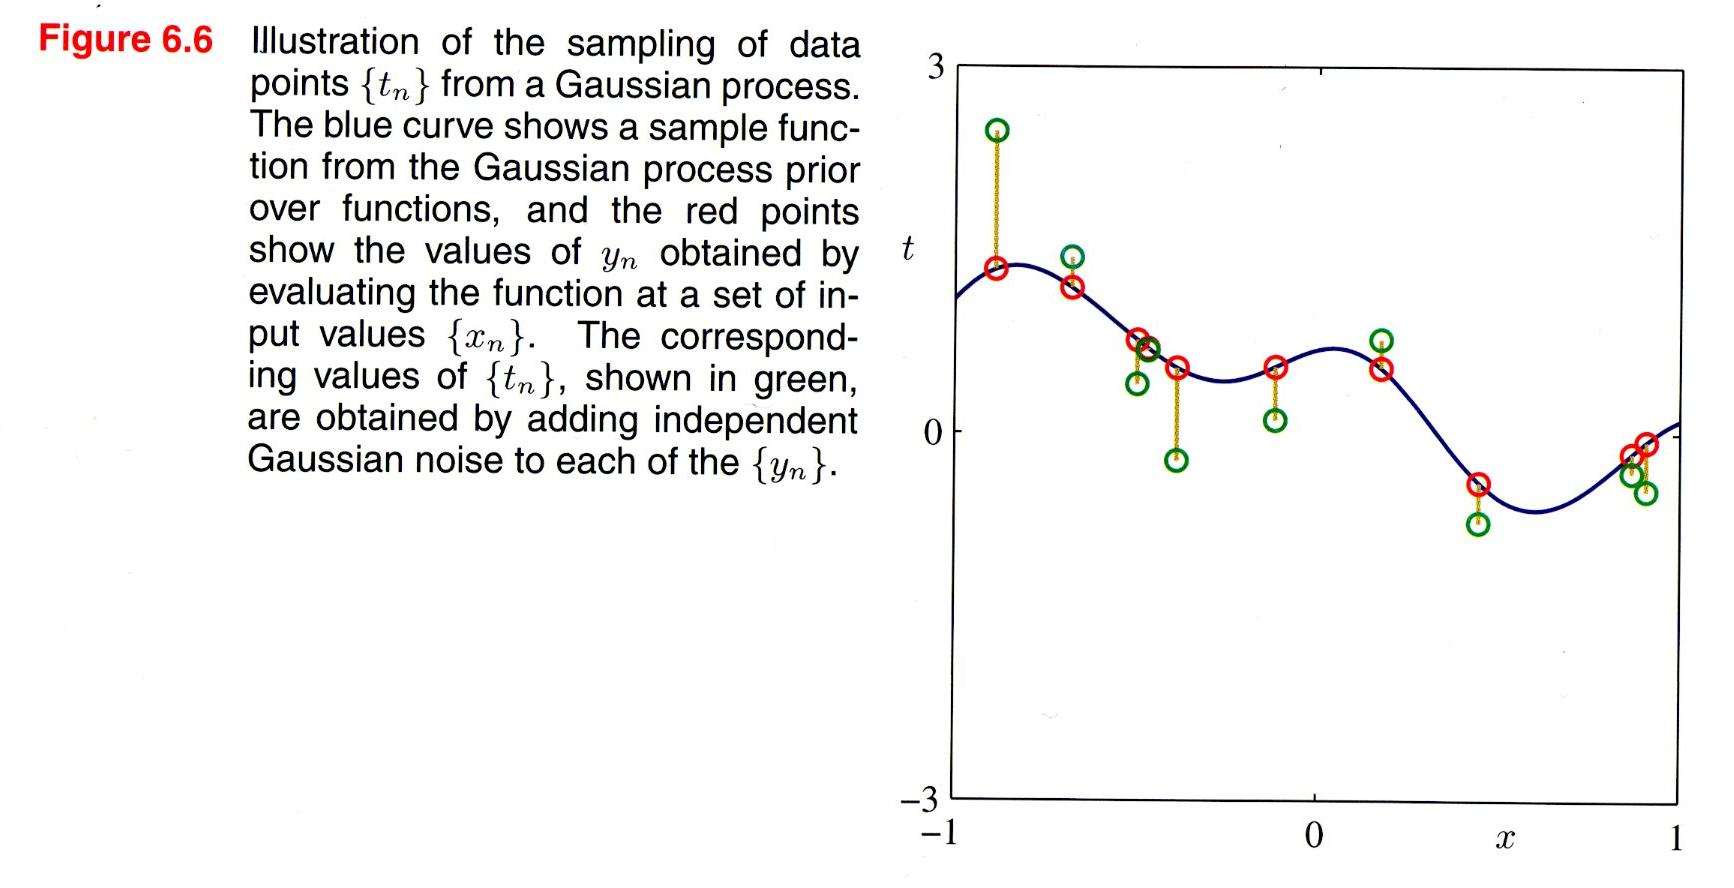 Figure 6.6 Illustration of the sampling of data
points {tn} from a Gaussian process.
The blue curve shows a sample func-
tion from the Gaussian process prior
over functions, and the red points
show the values of yn obtained by
evaluating the function at a set of in-
put values {xn}. The correspond-
ing values of {tn}, shown in green,
are obtained by adding independent
Gaussian noise to each of the {yn}.
3
t
0
−3
−1
0
x
1